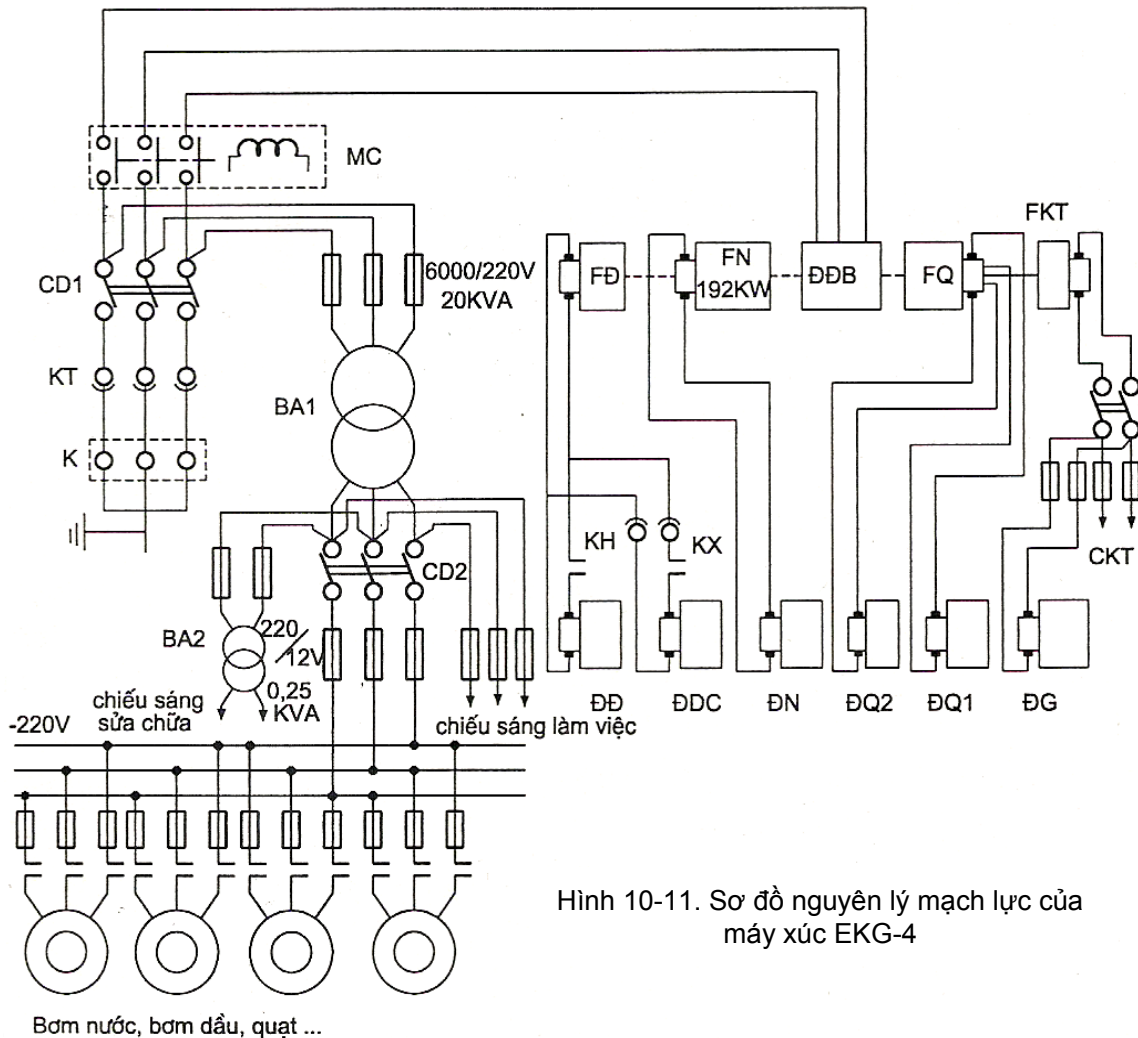 MC
FKT
CD1
6000/220V
20KVA
FĐ
FN
192KW
ĐĐB
FQ
KT
BA1
K
KH
KX
CKT
CD2
BA2
220
12V
0,25
KVA
chiếu sáng
sửa chữa
chiếu sáng làm việc
ĐĐ
ĐDC
ĐN
ĐQ2
ĐQ1
ĐG
-220V
Hình 10-11. Sơ đồ nguyên lý mạch lực của
máy xúc EKG-4
Bơm nước, bơm dầu, quạt ...